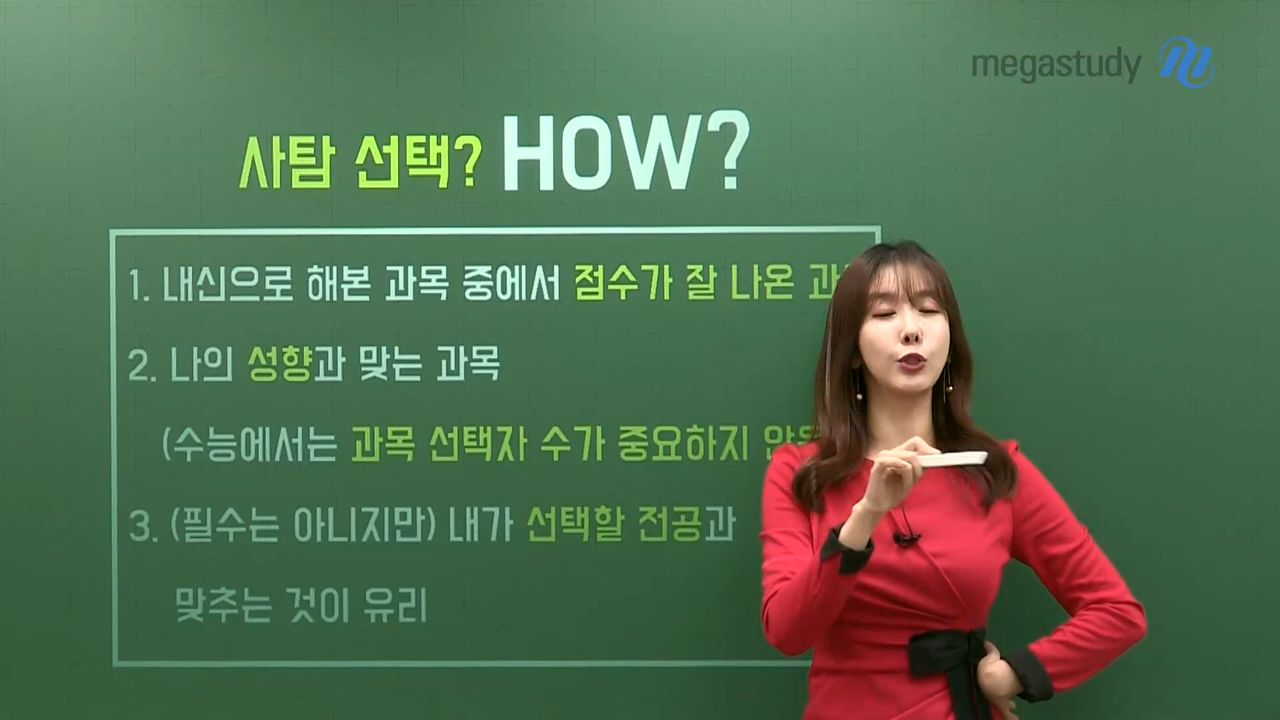 megastudy
사탐 선택? HOW?
1. 내신으로 해본 과목 중에서 점수가 잘 나온
2. 나의 성향과 맞는 과목
(수능에서는 과목 선택자 수가 중요하지
3. (필수는 아니지만) 내가 선택할 전공과
맞추는 것이 유리